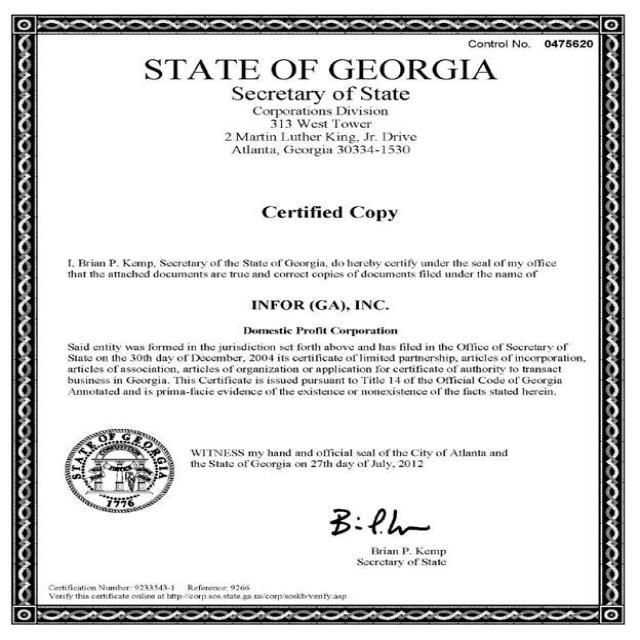 Control No. 0475620
STATE OF GEORGIA
Secretary of State
Corporations Division
313 West Tower
2 Martin Luther King, Jr. Drive
Atlanta, Georgia 30334-1530
Certified Copy
I, Brian P. Kemp, Secretary of the State of Georgia, do hereby certify under the seal of my office
that the attached documents are true and correct copies of documents filed under the name of
INFOR (GA), INC.
Domestic Profit Corporation
Said entity was formed in the jurisdiction set forth above and has filed in the Office of Secretary of
State on the 30th day of December, 2004 its certificate of limited partnership, articles of incorporation,
articles of association, articles of organization or application for certificate of authority to transact
business in Georgia. This Certificate is issued pursuant to Title 14 of the Official Code of Georgia
Annotated and is prima-facie evidence of the existence or nonexistence of the facts stated herein.
STATE OF GEORGIA
CONSTITUTION
1776
WITNESS my hand and official seal of the City of Atlanta and
the State of Georgia on 27th day of July, 2012
Brian P. Kemp
Secretary of State
Certification Number: 9233543-1 Reference: 9266
Verify this certificate online at http://corp.sos.state.ga.us/corp/soskb/verify.asp